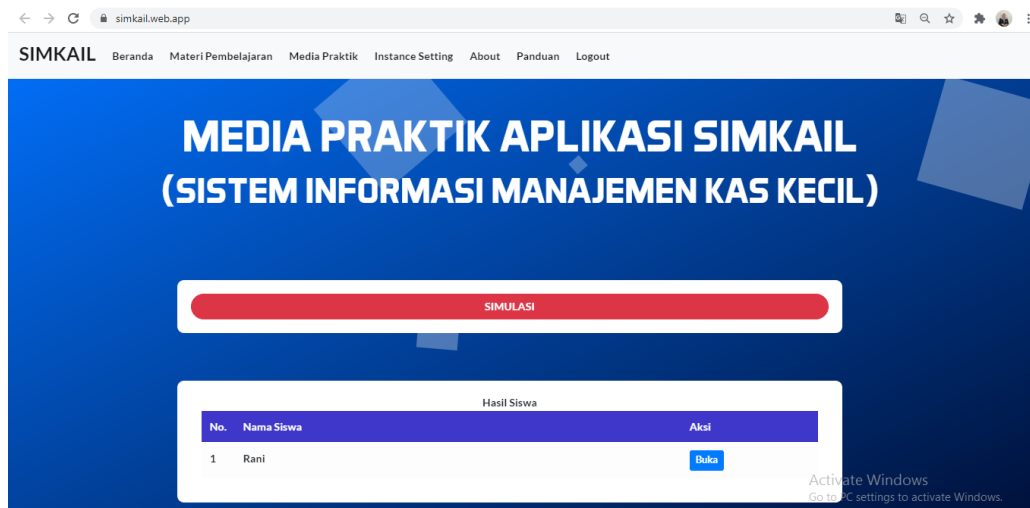 simkail.web.app
SIMKAIL Beranda Materi Pembelajaran Media Praktik Instance Setting About Panduan Logout
MEDIA PRAKTIK APLIKASI SIMKAIL
(SISTEM INFORMASI MANAJEMEN KAS KECIL)
SIMULASI
Hasil Siswa
No. Nama Siswa Aksi
1 Rani Buka
Activate Windows
Go to PC settings to activate Windows.